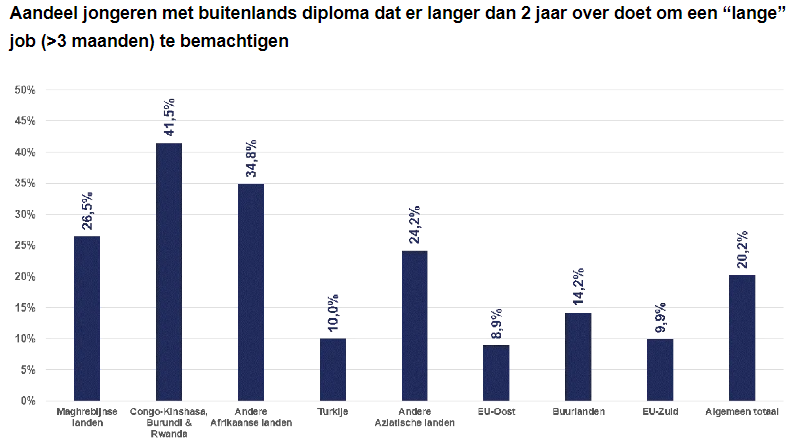 Aandeel jongeren met buitenlands diploma dat er langer dan 2 jaar over doet om een “lange”
job (>3 maanden) te bemachtigen
50%
45%
40%
35%
30%
25%
20%
15%
10%
5%
0%
26,5%
41,5%
34,8%
10,0%
24,2%
8,9%
14,2%
9,9%
20,2%
Maghrebijnse
landen
Congo-Kinshasa,
Burundi &
Rwanda
Andere
Afrikaanse landen
Turkije
Andere
Aziatische landen
EU-Oost
Buurlanden
EU-Zuid
Algemeen totaal